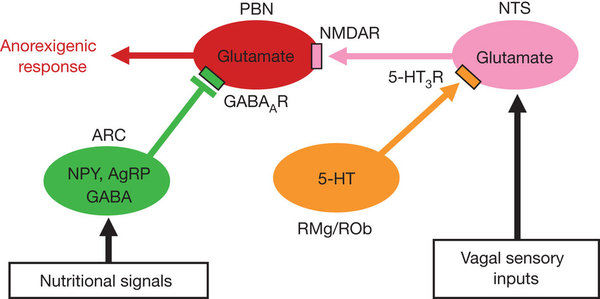 PBN
NTS
Anorexigenic
response
Glutamate
NMDAR
Glutamate
5-HT₃R
GABA_AR
ARC
NPY, AgRP
GABA
5-HT
RMg/ROb
Nutritional signals
Vagal sensory
inputs